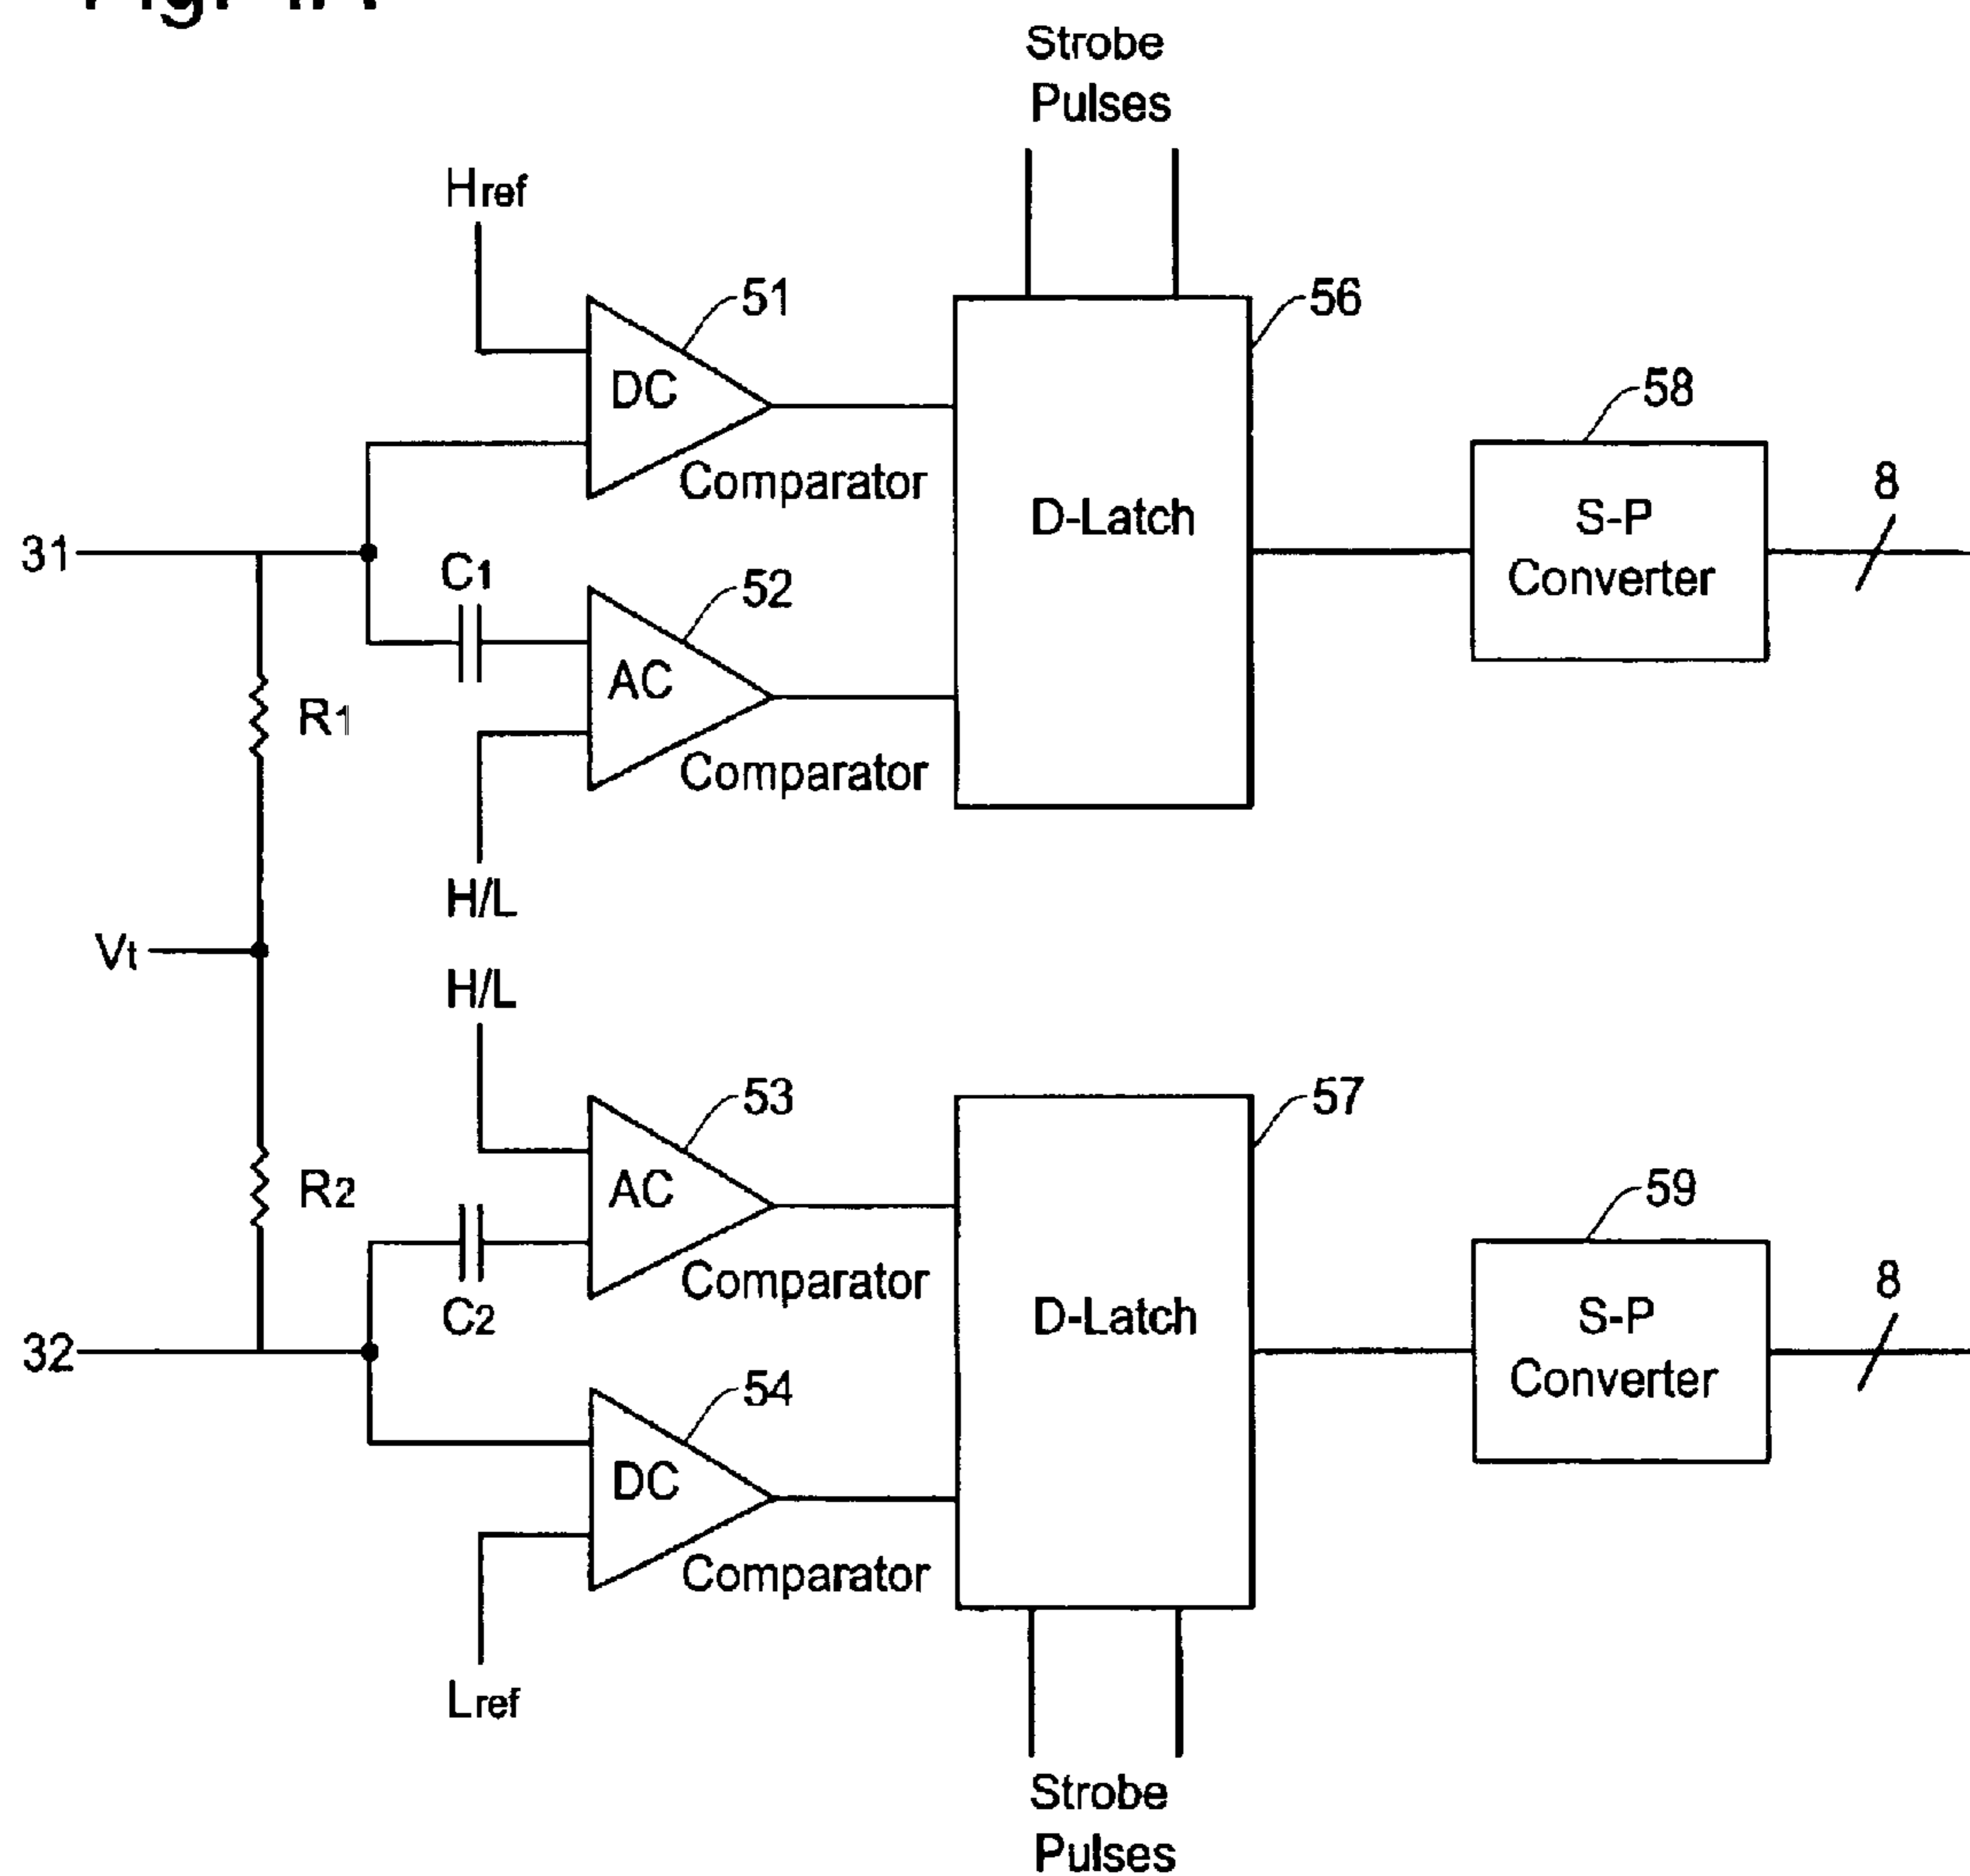 Strobe
Pulses
Href
51
56
DC
58
Comparator
8
D-Latch
S-P
Converter
31
C1
52
AC
R1
Comparator
H/L
Vt
H/L
53
57
AC
R2
59
Comparator
8
C2
D-Latch
S-P
Converter
32
54
DC
Comparator
Lref
Strobe
Pulses